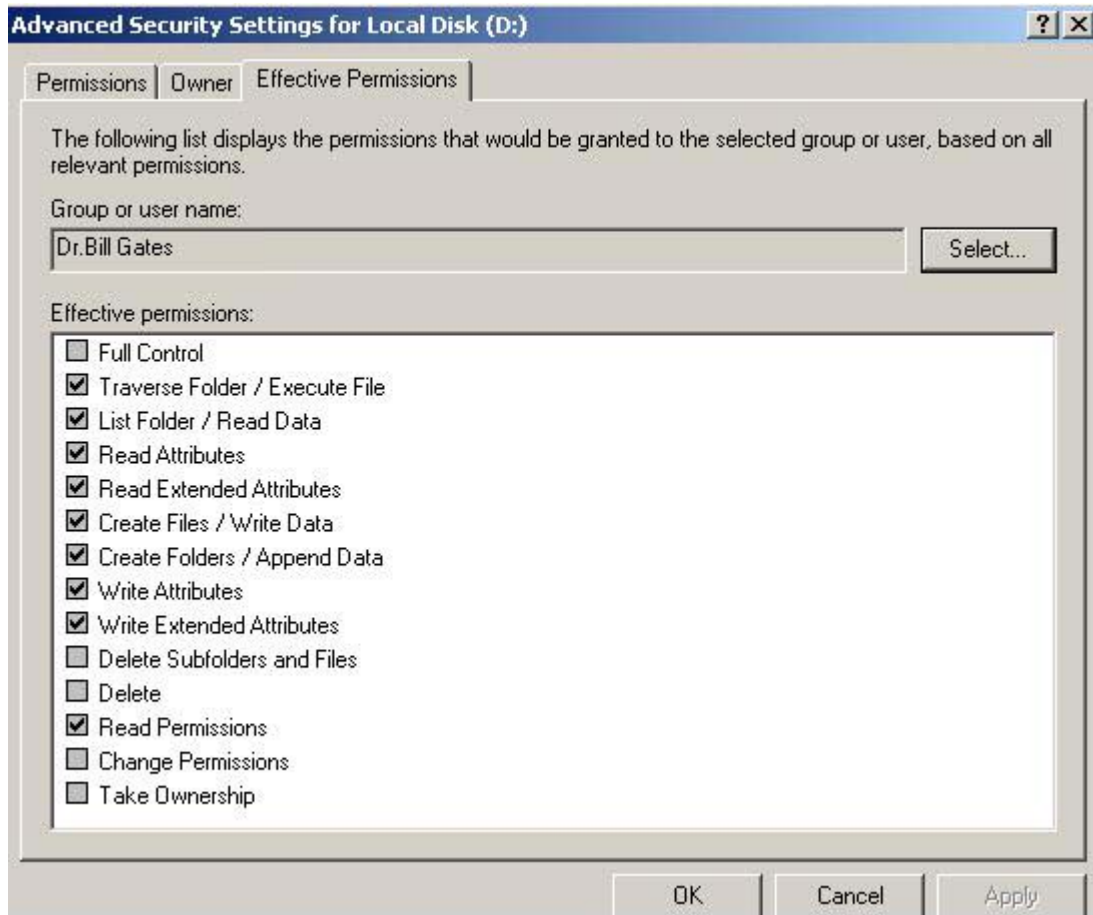 Advanced Security Settings for Local Disk (D:)
Permissions Owner Effective Permissions
The following list displays the permissions that would be granted to the selected group or user, based on all
relevant permissions.
Group or user name:
Dr.Bill Gates
Select...
Effective permissions:
Full Control
Traverse Folder / Execute File
List Folder / Read Data
Read Attributes
Read Extended Attributes
Create Files / Write Data
Create Folders / Append Data
Write Attributes
Write Extended Attributes
Delete Subfolders and Files
Delete
Read Permissions
Change Permissions
Take Ownership
OK Cancel Apply